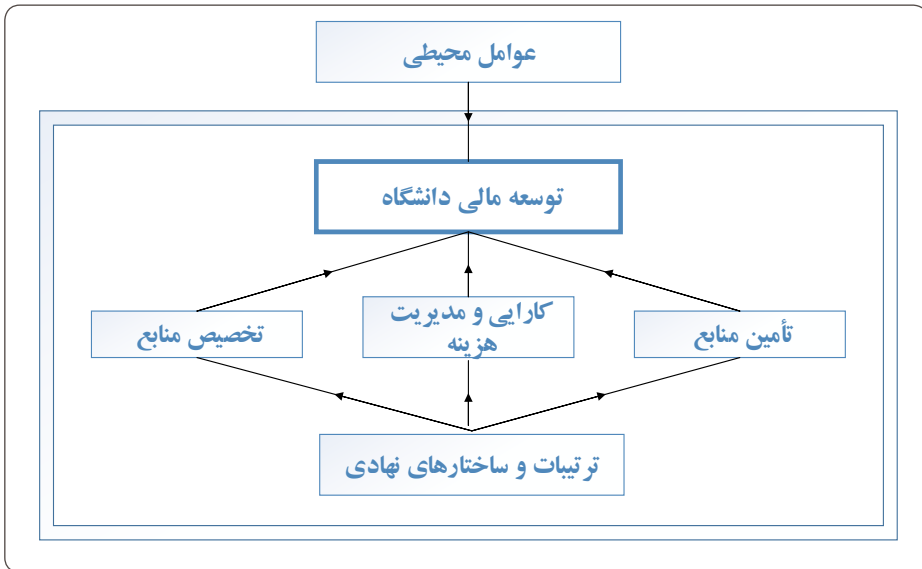 عوامل محیطی
توسعه مالی دانشگاه
تأمین منابع
کارایی و مدیریت
هزینه
تخصیص منابع
ترتیبات و ساختارهای نهادی